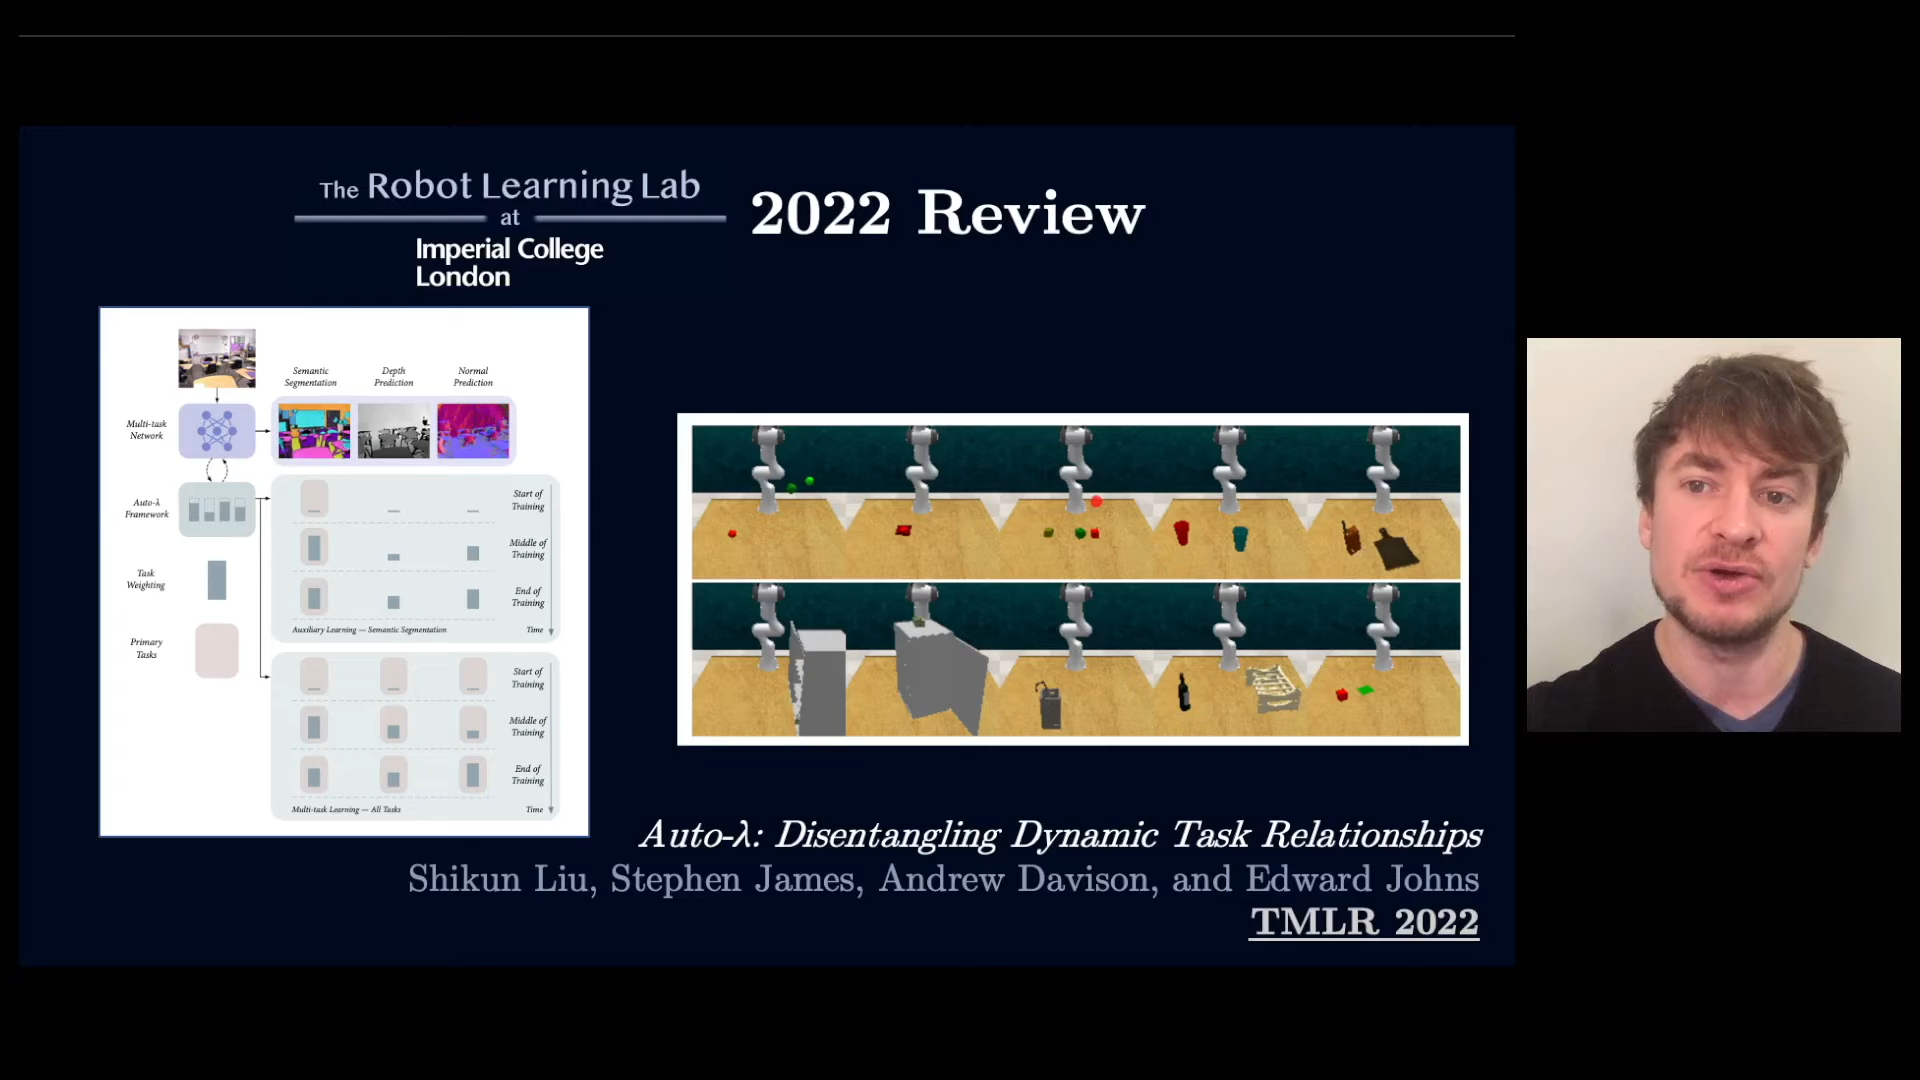 The Robot Learning Lab
at
Imperial College
London
2022 Review
Semantic
Segmentation
Depth
Prediction
Normal
Prediction
Multi-task
Network
Auto-λ
Framework
Task
Weighting
Primary
Tasks
Start of
Training
Middle of
Training
End of
Training
Auxiliary Learning — Semantic Segmentation
Time
Start of
Training
Middle of
Training
End of
Training
Multi-task Learning — All Tasks
Time
Auto-λ: Disentangling Dynamic Task Relationships
Shikun Liu, Stephen James, Andrew Davison, and Edward Johns
TMLR 2022